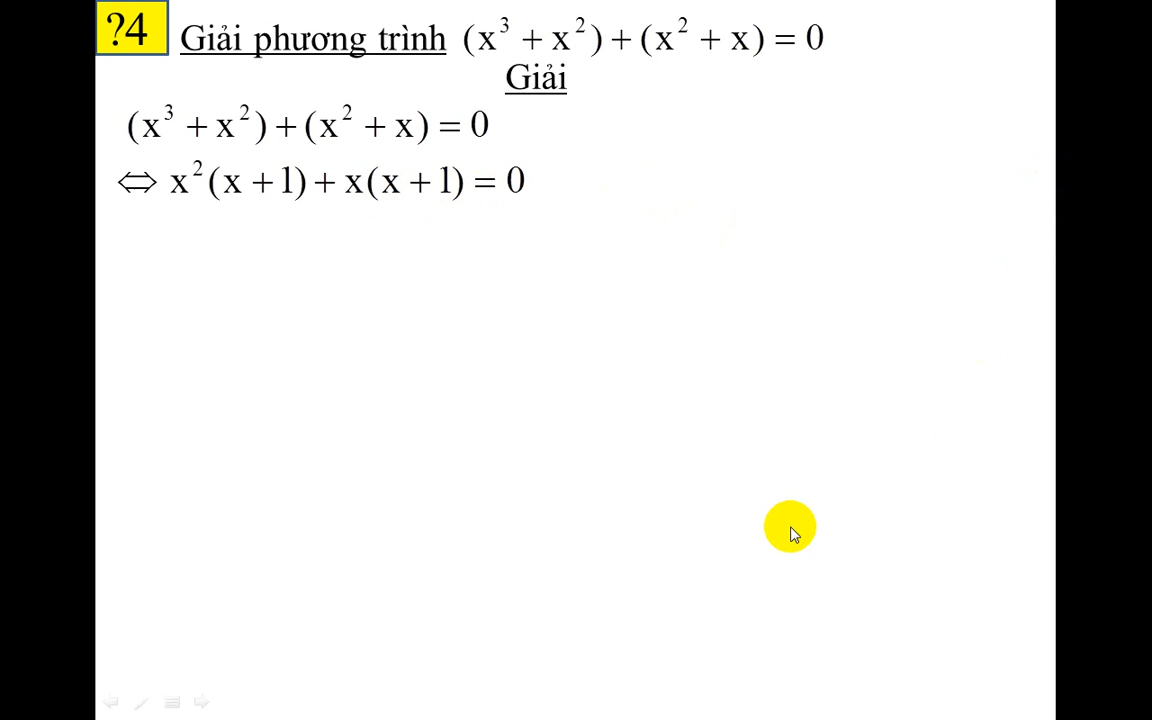 ?4 Giải phương trình (x³ + x²) + (x² + x) = 0
Giải
(x³ + x²) + (x² + x) = 0
⇔ x²(x + 1) + x(x + 1) = 0